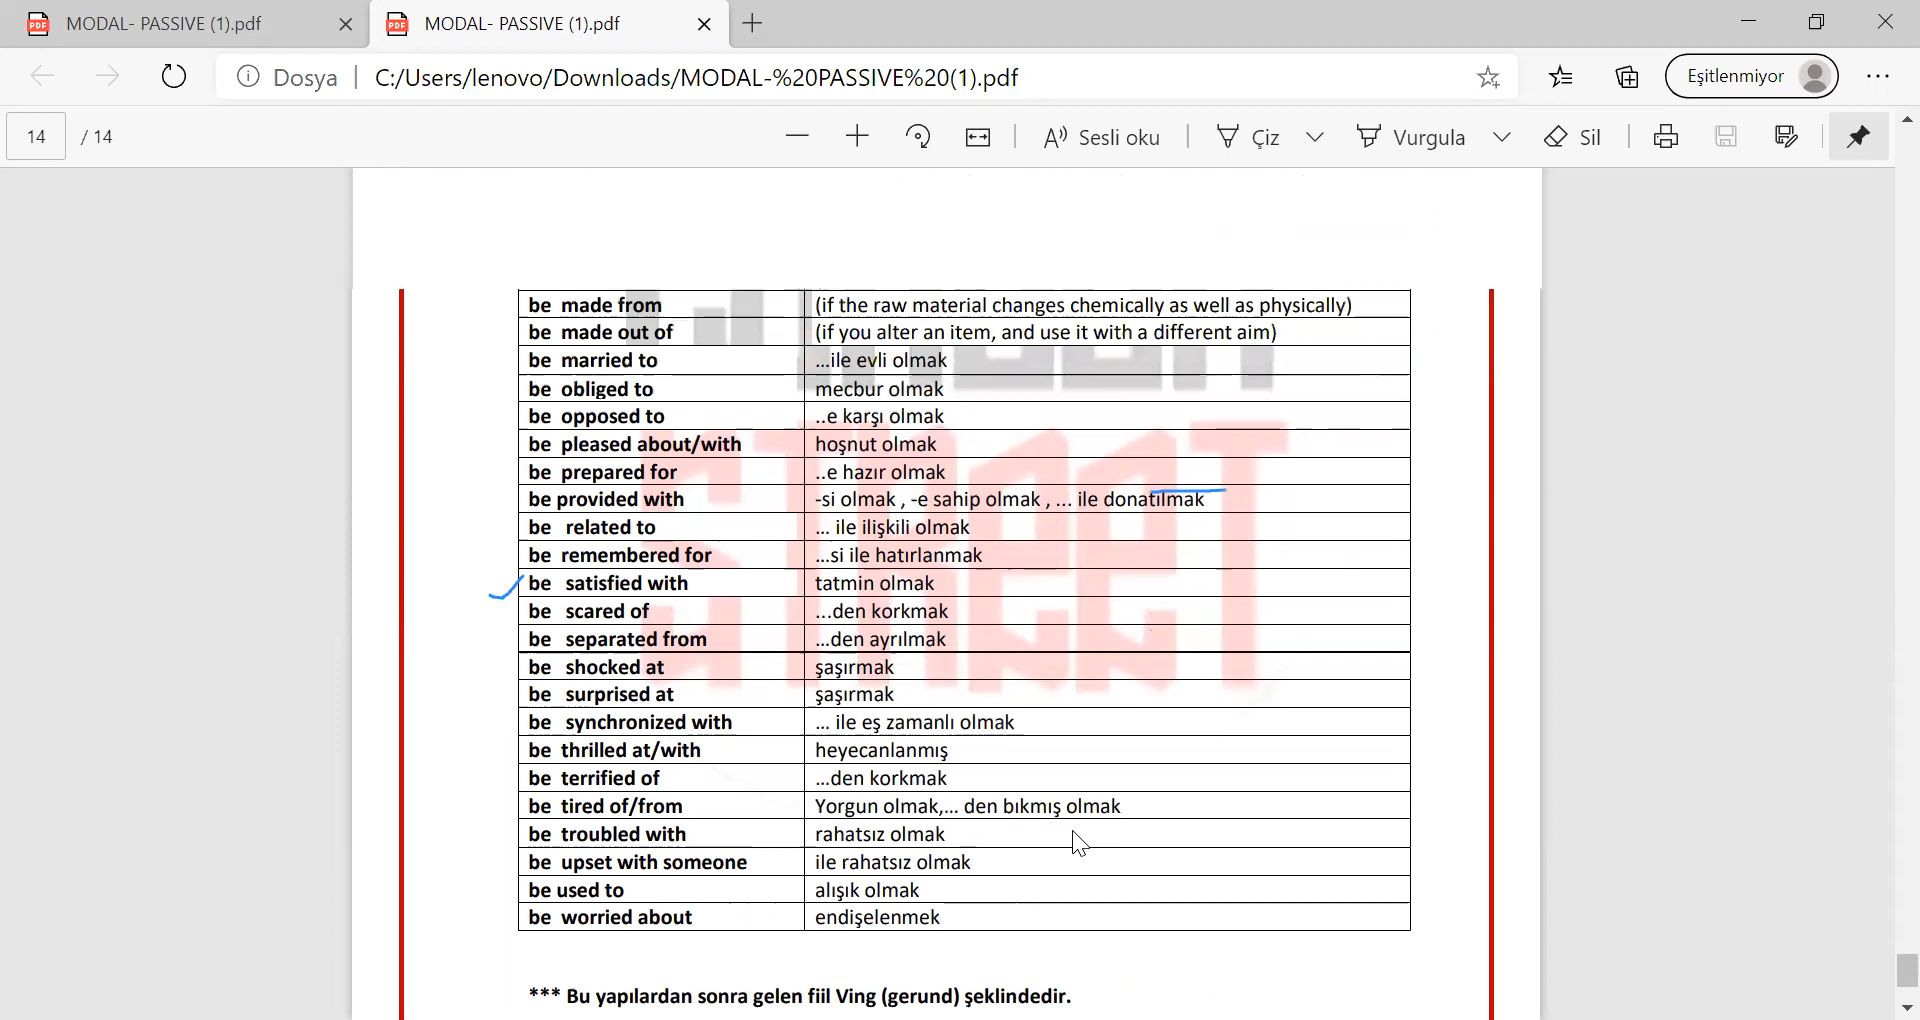 MODAL- PASSIVE (1).pdf
MODAL- PASSIVE (1).pdf
Dosya | C:/Users/lenovo/Downloads/MODAL-%20PASSIVE%20(1).pdf
Eşitlenmiyor
14 / 14
Sesli oku
Çiz
Vurgula
Sil
be made from (if the raw material changes chemically as well as physically)
be made out of (if you alter an item, and use it with a different aim)
be married to ...ile evli olmak
be obliged to mecbur olmak
be opposed to ..e karşı olmak
be pleased about/with hoşnut olmak
be prepared for ..e hazır olmak
be provided with -si olmak , -e sahip olmak , ... ile donatılmak
be related to ... ile ilişkili olmak
be remembered for ...si ile hatırlanmak
be satisfied with tatmin olmak
be scared of ...den korkmak
be separated from ...den ayrılmak
be shocked at şaşırmak
be surprised at şaşırmak
be synchronized with ... ile eş zamanlı olmak
be thrilled at/with heyecanlanmış
be terrified of ...den korkmak
be tired of/from Yorgun olmak,... den bıkmış olmak
be troubled with rahatsız olmak
be upset with someone ile rahatsız olmak
be used to alışık olmak
be worried about endişelenmek
STReeT
*** Bu yapılardan sonra gelen fiil Ving (gerund) şeklindedir.